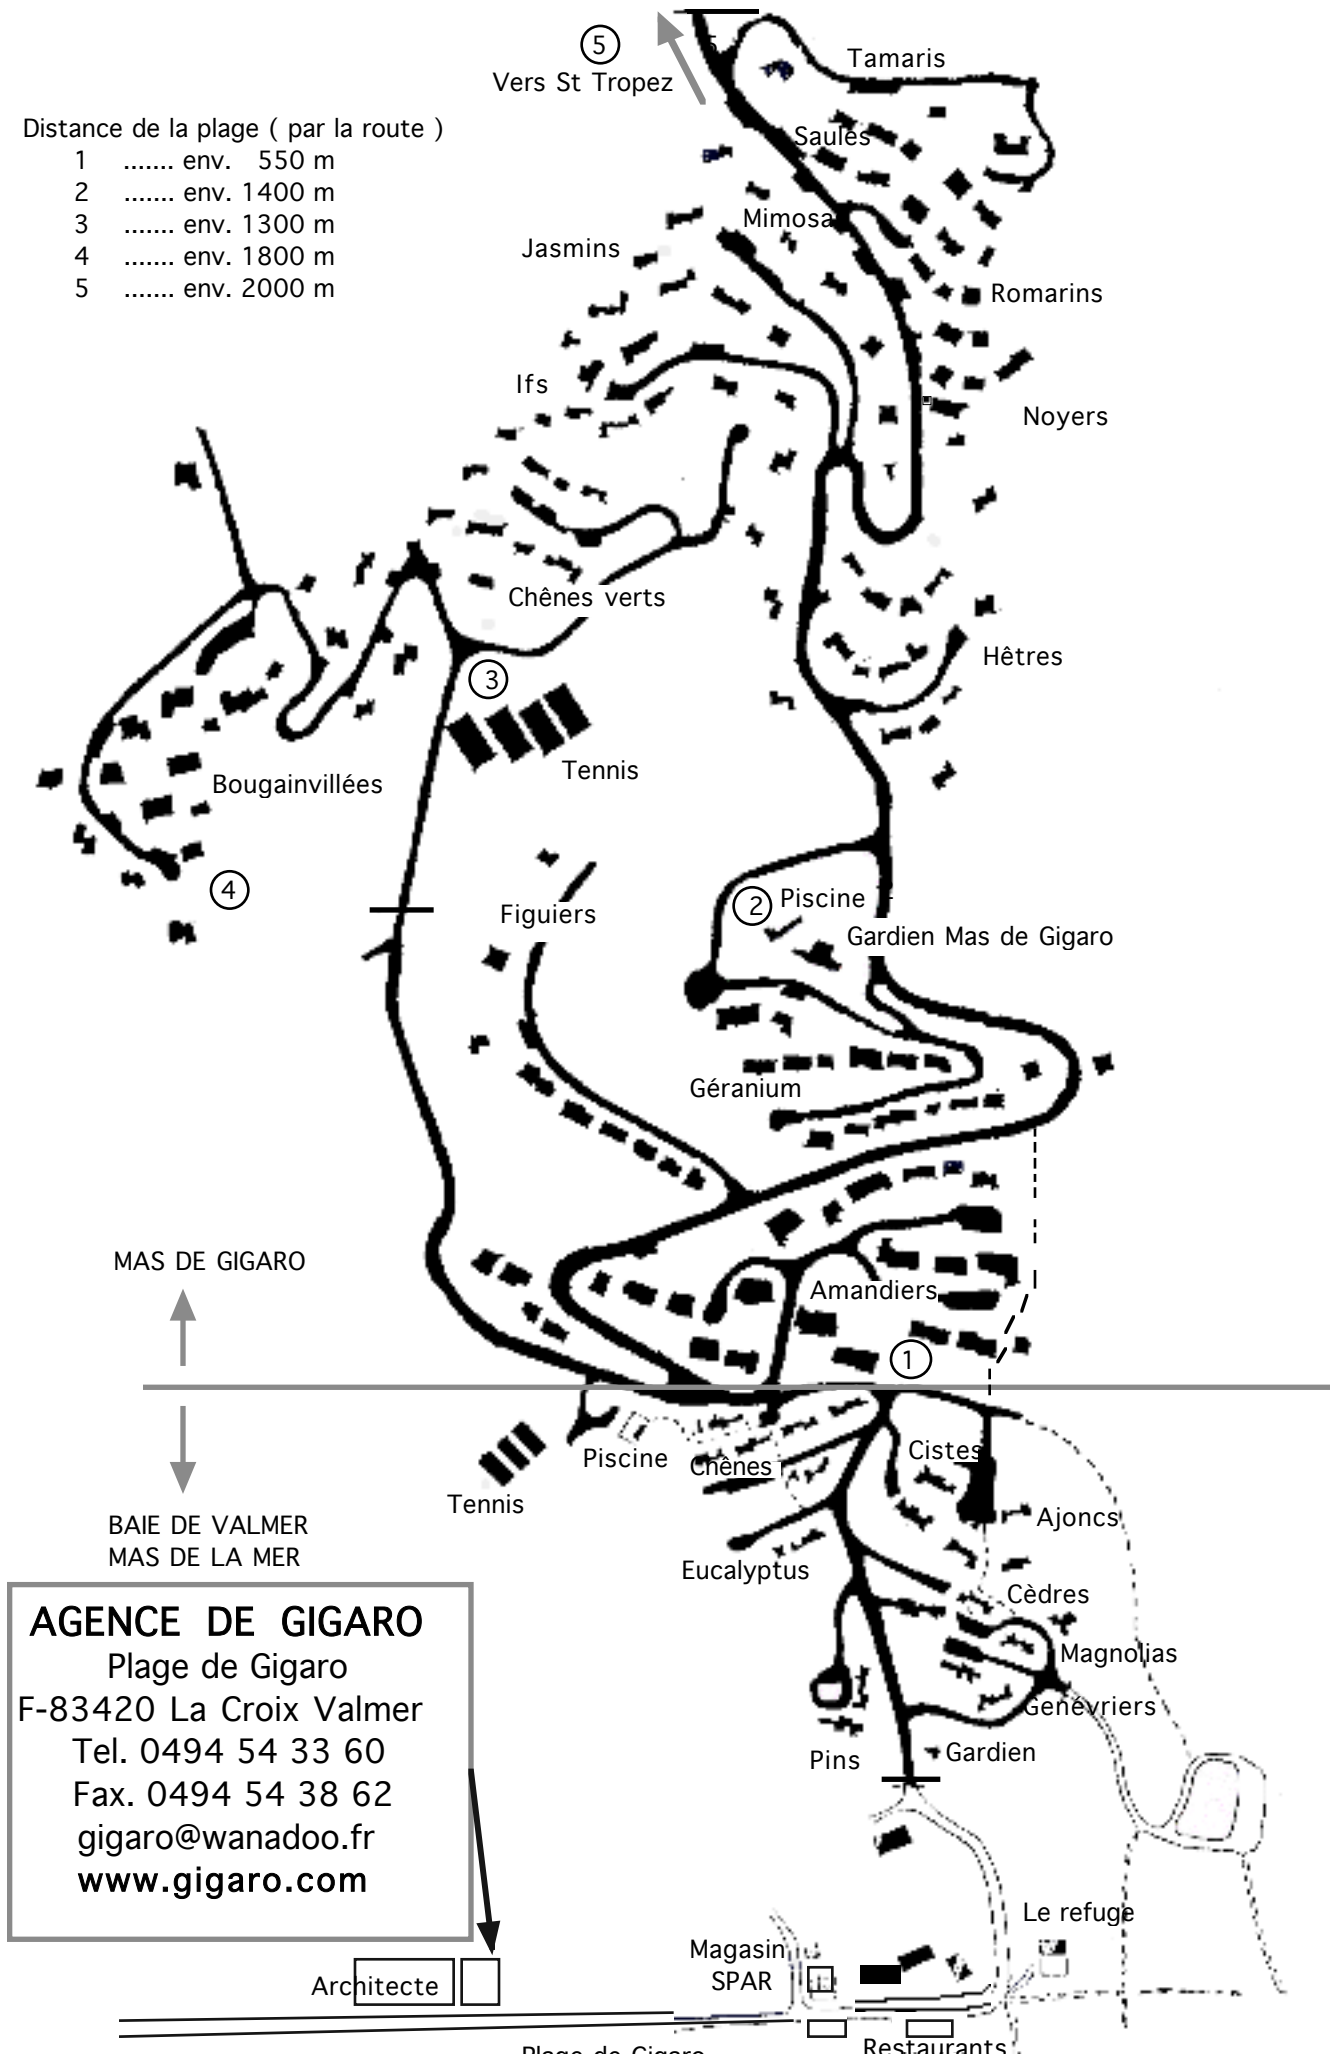 5
Vers St Tropez
Tamaris
Distance de la plage ( par la route )
1 ....... env. 550 m
2 ....... env. 1400 m
3 ....... env. 1300 m
4 ....... env. 1800 m
5 ....... env. 2000 m
Saules
Mimosa
Jasmins
Romarins
Ifs
Noyers
Chênes verts
Hêtres
3
Tennis
Bougainvillées
4
2 Piscine
Figuiers
Gardien Mas de Gigaro
Géranium
MAS DE GIGARO
Amandiers
1
Cistes
Piscine
Chênes
Tennis
Ajoncs
BAIE DE VALMER
MAS DE LA MER
Eucalyptus
Cèdres
AGENCE DE GIGARO
Plage de Gigaro
F-83420 La Croix Valmer
Tel. 0494 54 33 60
Fax. 0494 54 38 62
gigaro@wanadoo.fr
www.gigaro.com
Magnolias
Genévriers
Pins
Gardien
Le refuge
Magasin
SPAR
Architecte
Plage de Gigaro
Restaurants